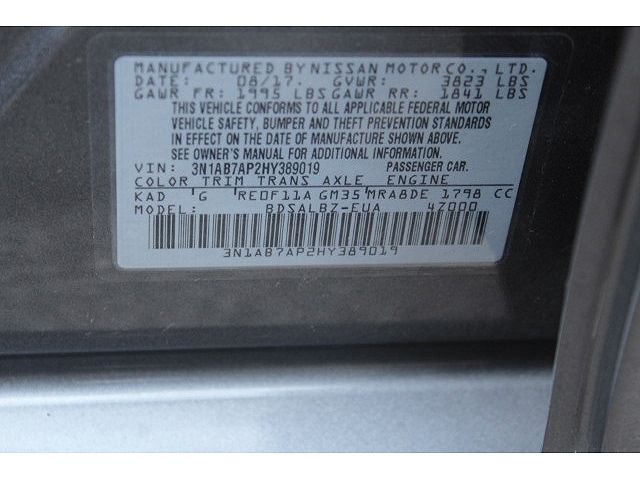 MANUFACTURED BY NISSAN MOTOR CO., LTD.
DATE: 08/17. GVWR: 3823 LBS
GAWR FR: 1995 LBS GAWR RR: 1841 LBS
THIS VEHICLE CONFORMS TO ALL APPLICABLE FEDERAL MOTOR
VEHICLE SAFETY, BUMPER AND THEFT PREVENTION STANDARDS
IN EFFECT ON THE DATE OF MANUFACTURE SHOWN ABOVE.
SEE OWNER'S MANUAL FOR ADDITIONAL INFORMATION.
VIN: 3N1AB7AP2HY389019 PASSENGER CAR.
COLOR TRIM TRANS AXLE ENGINE
KAD G RE0F11A GM35 MRA8DE 1798 CC
MODEL: BDSALBZ-EUA 4Z000
3N1AB7AP2HY389019